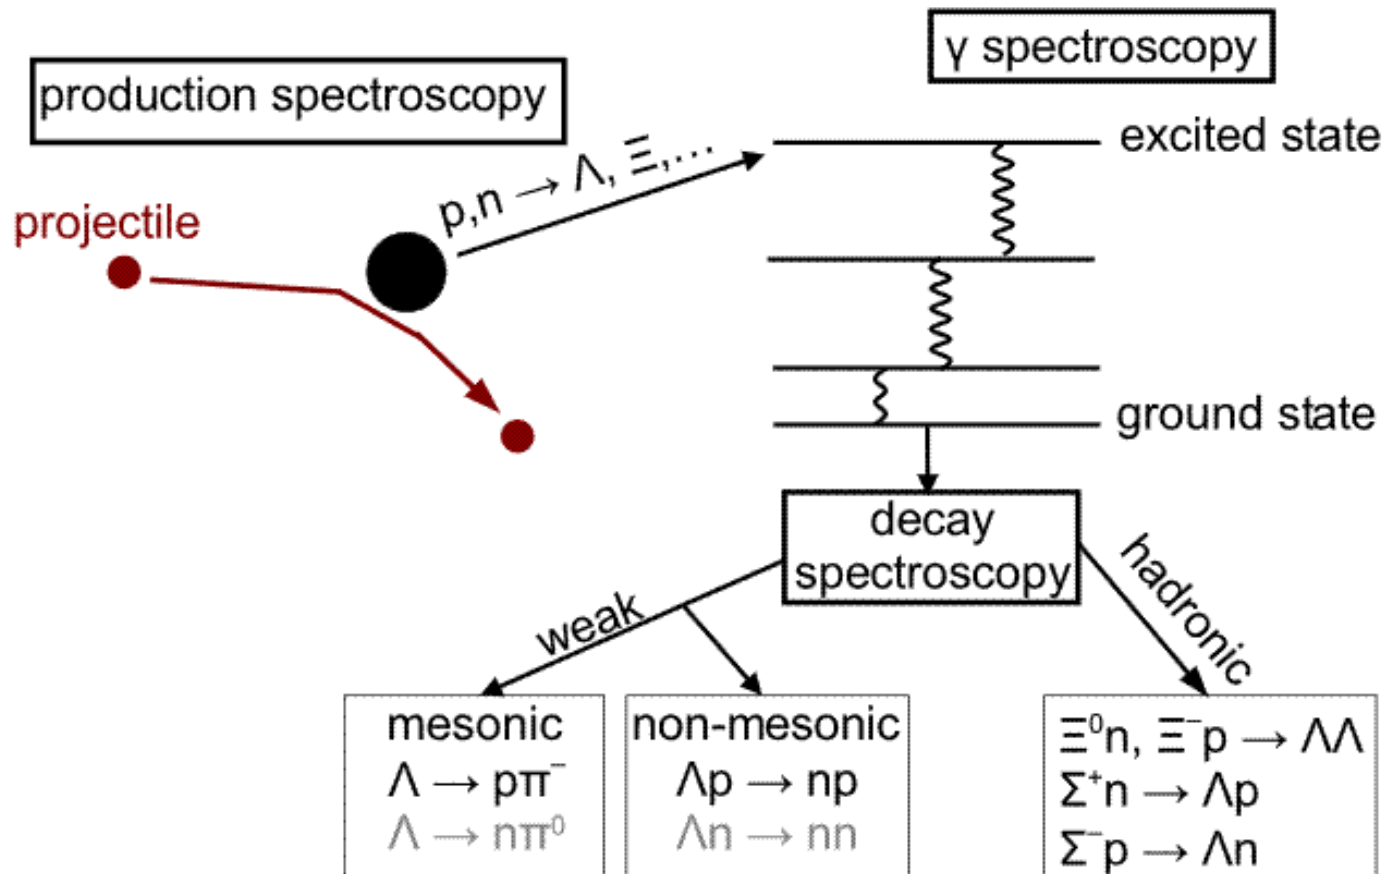 production spectroscopy
γ spectroscopy
projectile
p,n → Λ, Ξ,...
excited state
ground state
decay
spectroscopy
weak
hadronic
mesonic
Λ → pπ⁻
Λ → nπ⁰
non-mesonic
Λp → np
Λn → nn
Ξ⁰n, Ξ⁻p → ΛΛ
Σ⁺n → Λp
Σ⁻p → Λn